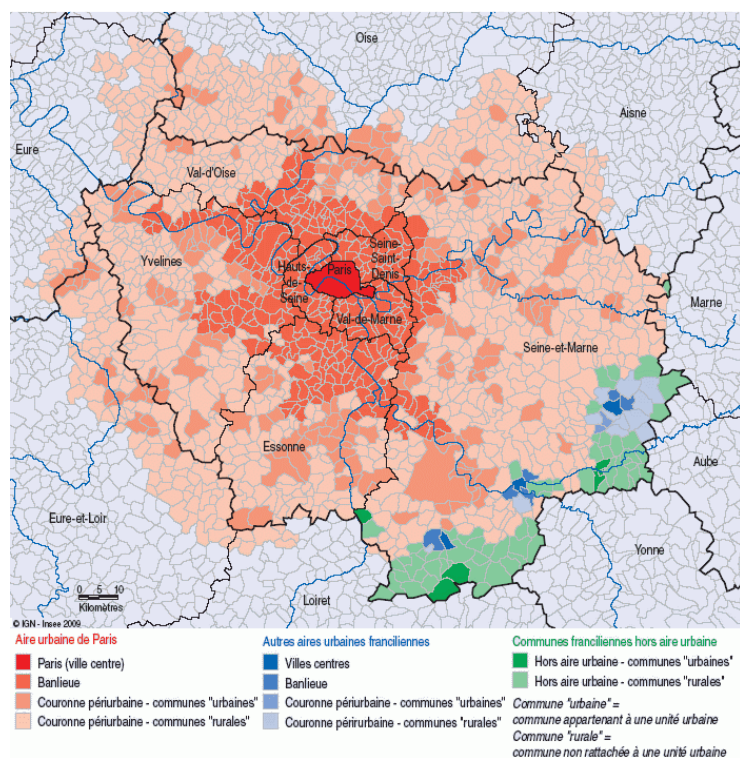 Oise
Aisne
Eure
Val-d'Oise
Yvelines
Hauts-
de-
Seine
Paris
Seine-
Saint-
Denis
Val-de-Marne
Marne
Seine-et-Marne
Essonne
Aube
Eure-et-Loir
Yonne
Loiret
0 5 10
Kilomètres
© IGN - Insee 2009
Aire urbaine de Paris
Paris (ville centre)
Banlieue
Couronne périurbaine - communes "urbaines"
Couronne périurbaine - communes "rurales"
Autres aires urbaines franciliennes
Villes centres
Banlieue
Couronne périurbaine - communes "urbaines"
Couronne périrurbaine - communes "rurales"
Communes franciliennes hors aire urbaine
Hors aire urbaine - communes "urbaines"
Hors aire urbaine - communes "rurales"
Commune "urbaine" =
commune appartenant à une unité urbaine
Commune "rurale" =
commune non rattachée à une unité urbaine